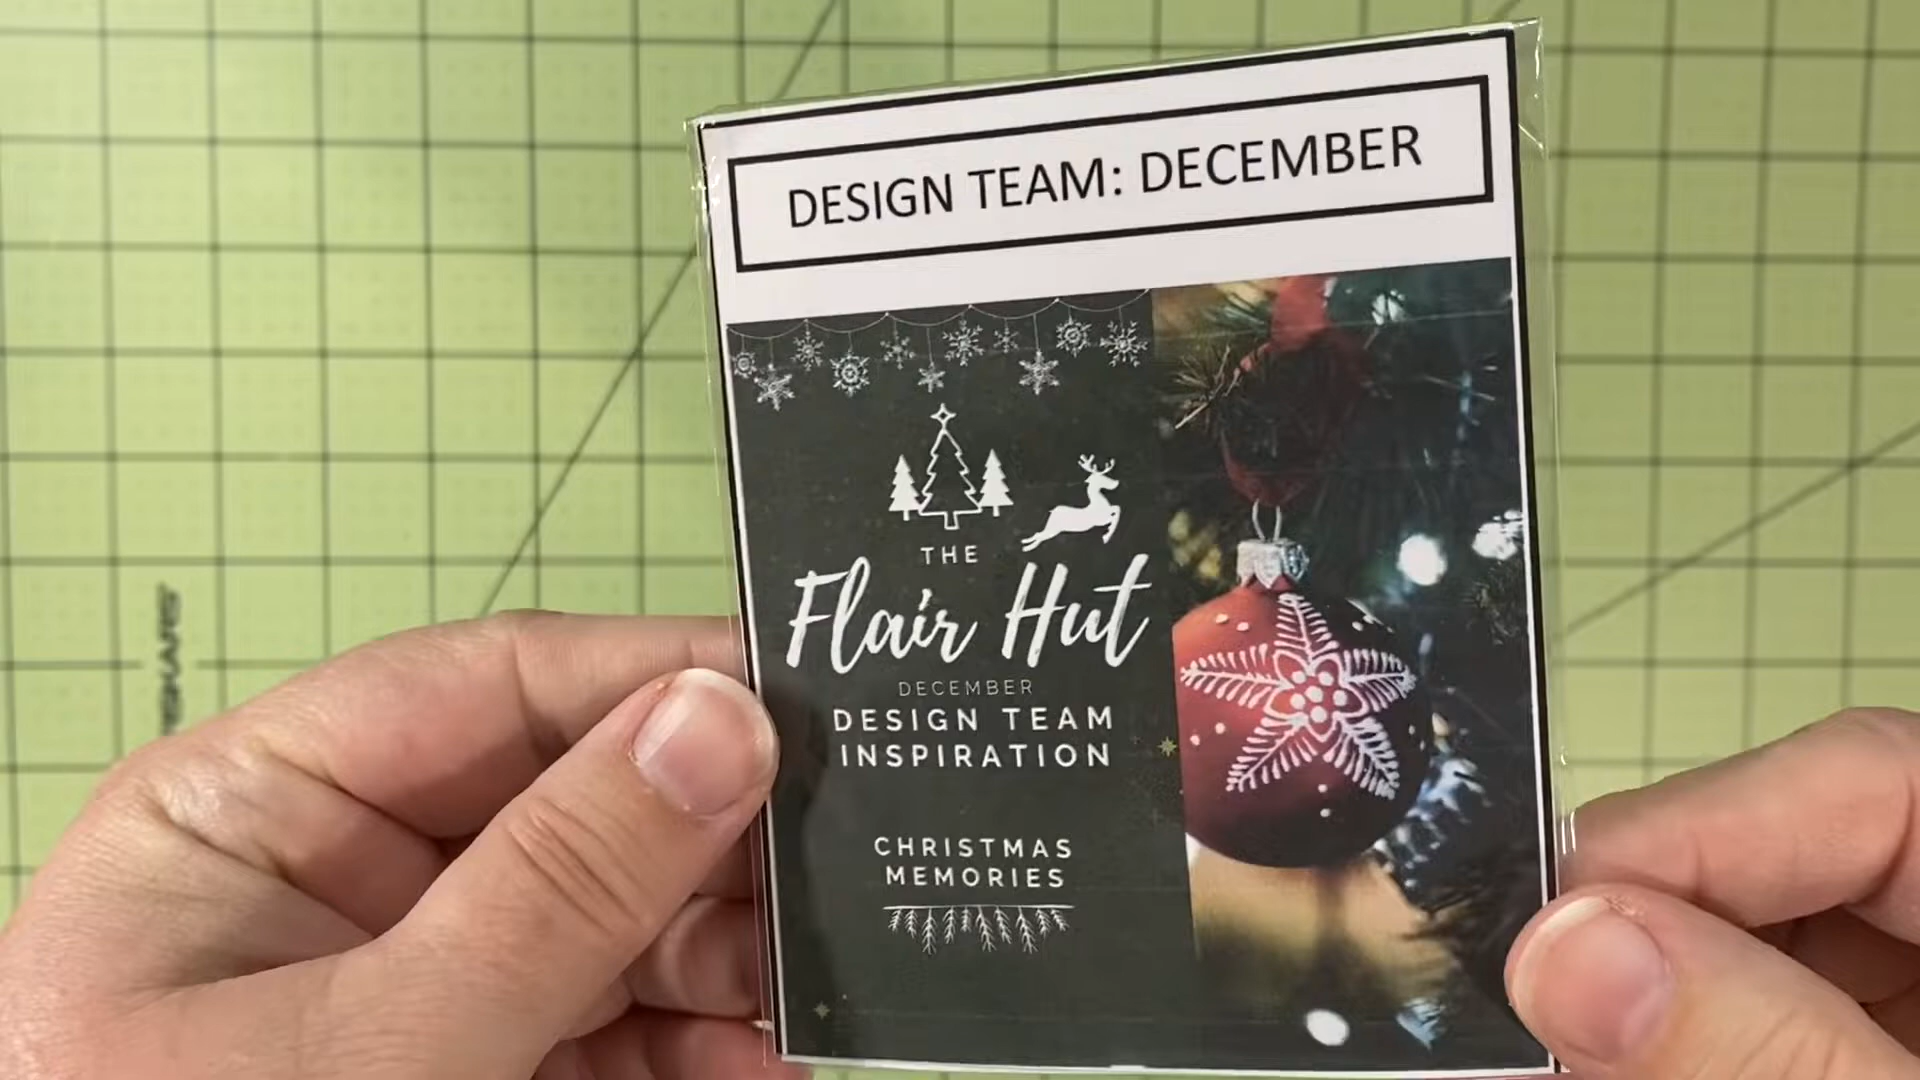 DESIGN TEAM: DECEMBER
THE
Flair Hut
DECEMBER
DESIGN TEAM
INSPIRATION
CHRISTMAS
MEMORIES